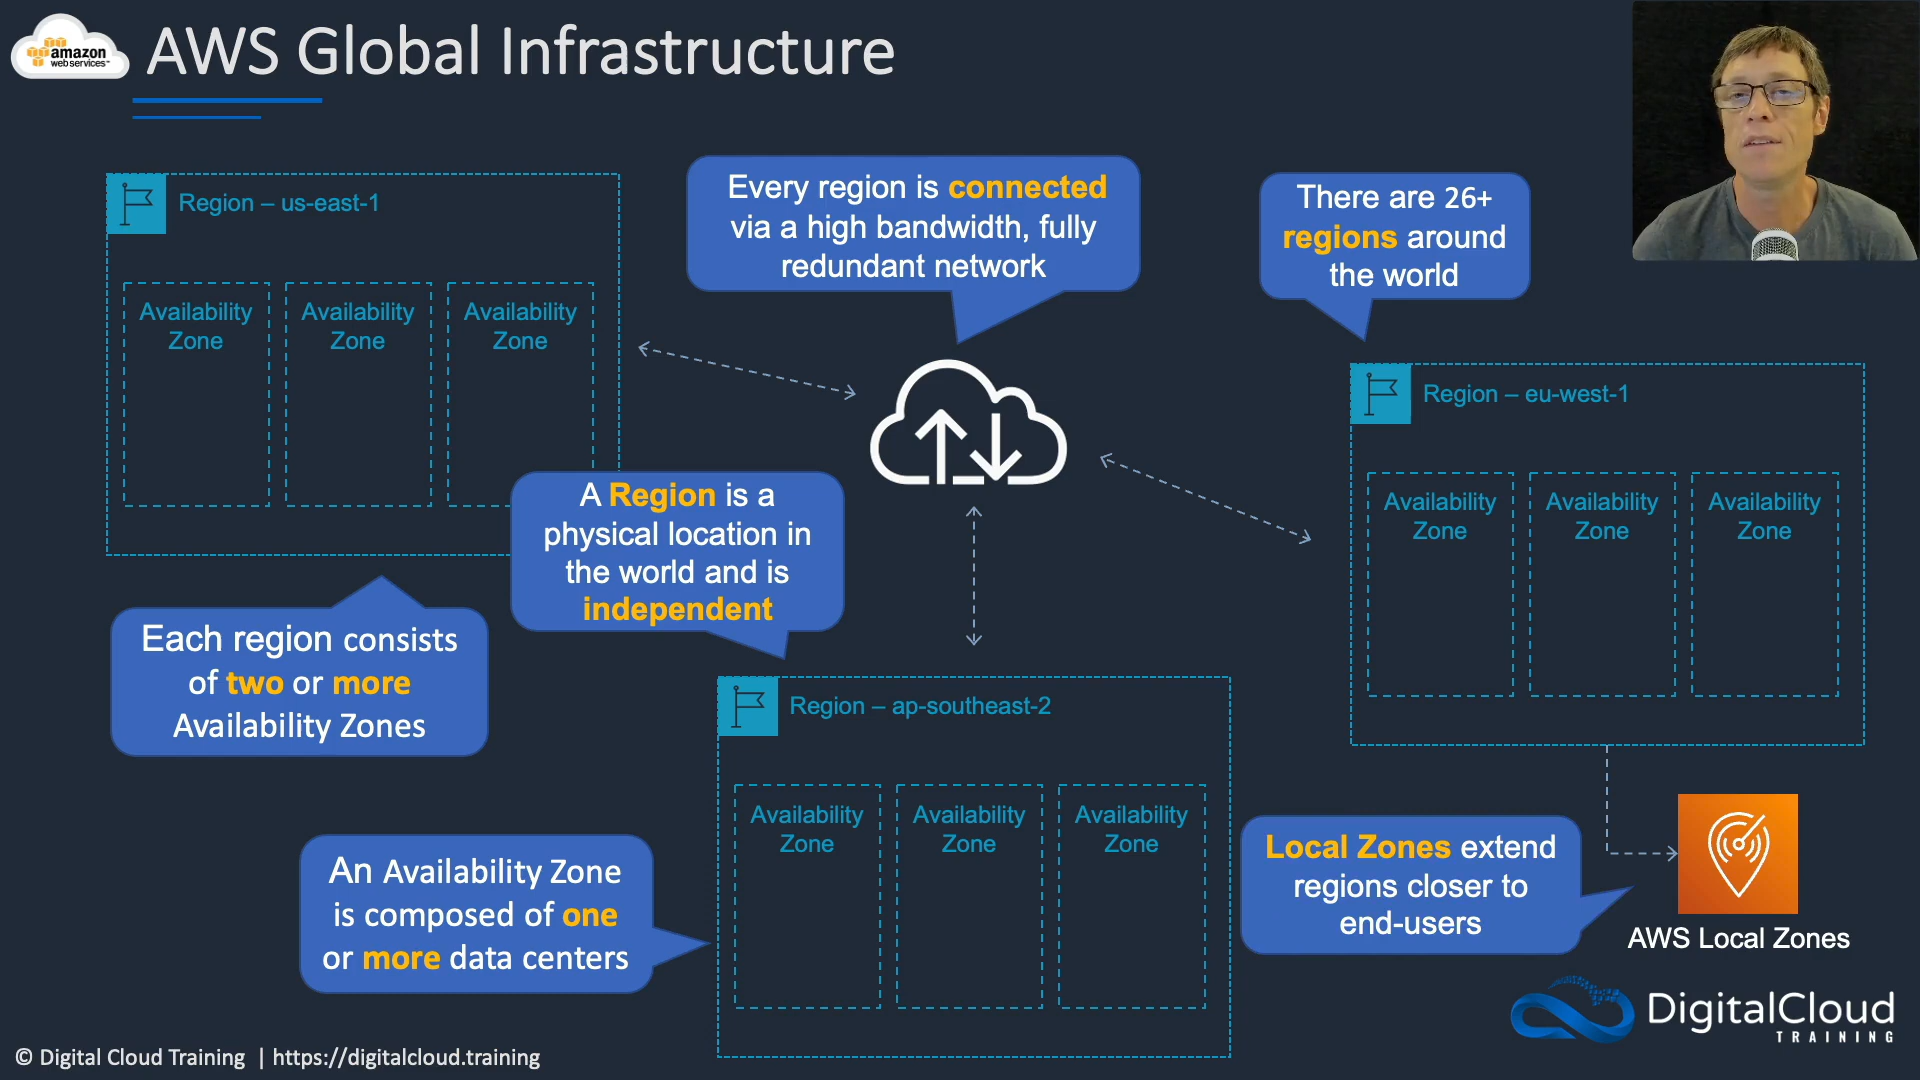 amazon
web services™
AWS Global Infrastructure
Region – us-east-1
Availability
Zone
Availability
Zone
Availability
Zone
Every region is connected
via a high bandwidth, fully
redundant network
There are 26+
regions around
the world
Region – eu-west-1
Availability
Zone
Availability
Zone
Availability
Zone
A Region is a
physical location in
the world and is
independent
Each region consists
of two or more
Availability Zones
Region – ap-southeast-2
Availability
Zone
Availability
Zone
Availability
Zone
An Availability Zone
is composed of one
or more data centers
Local Zones extend
regions closer to
end-users
AWS Local Zones
DigitalCloud
TRAINING
© Digital Cloud Training | https://digitalcloud.training